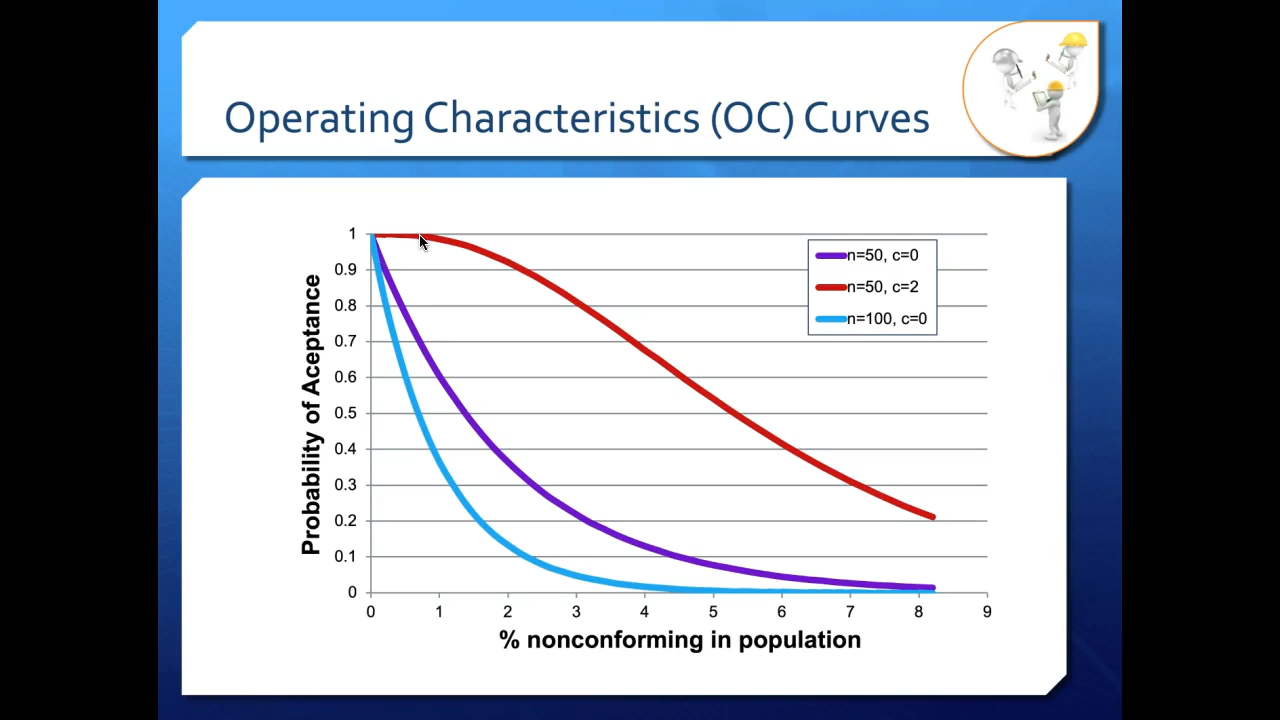 Operating Characteristics (OC) Curves
Probability of Aceptance
1
0.9
0.8
0.7
0.6
0.5
0.4
0.3
0.2
0.1
0
n=50, c=0
n=50, c=2
n=100, c=0
0 1 2 3 4 5 6 7 8 9
% nonconforming in population